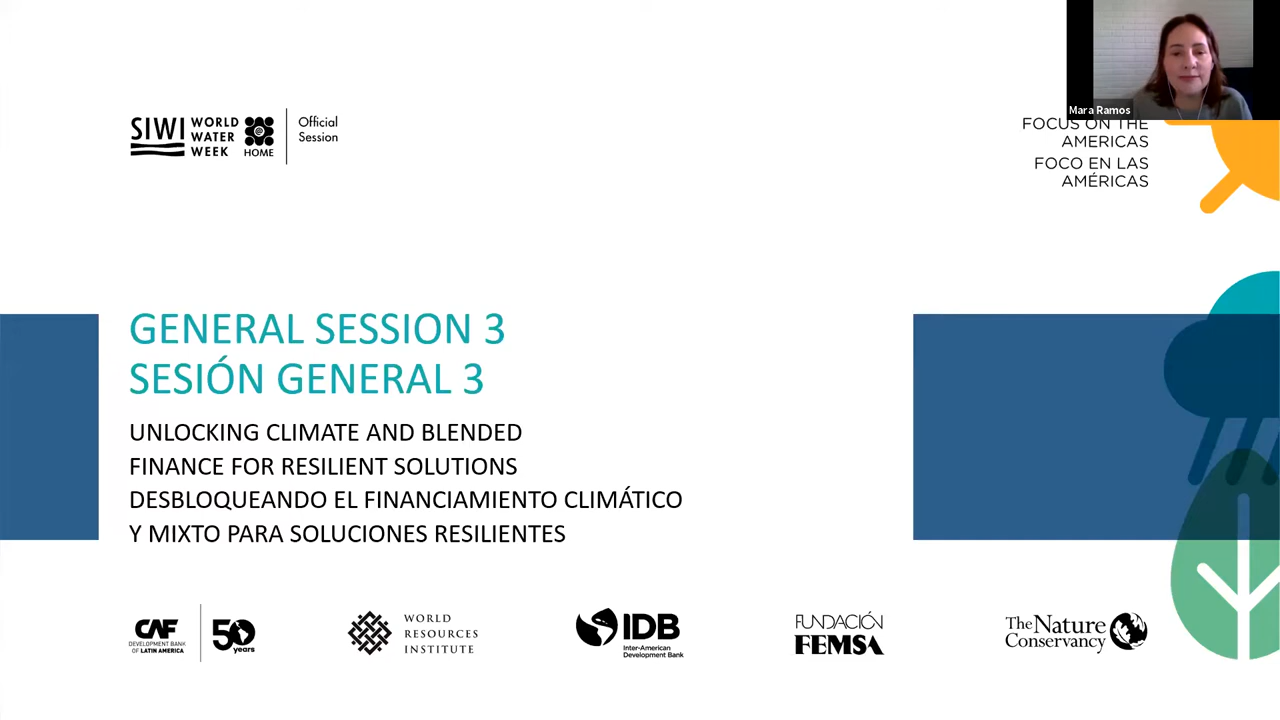 Mara Ramos
SIWI WORLD
WATER
WEEK
HOME
Official
Session
FOCUS ON THE
AMERICAS
FOCO EN LAS
AMÉRICAS
GENERAL SESSION 3
SESIÓN GENERAL 3
UNLOCKING CLIMATE AND BLENDED
FINANCE FOR RESILIENT SOLUTIONS
DESBLOQUEANDO EL FINANCIAMIENTO CLIMÁTICO
Y MIXTO PARA SOLUCIONES RESILIENTES
CAF
DEVELOPMENT BANK
OF LATIN AMERICA
50
years
WORLD
RESOURCES
INSTITUTE
IDB
Inter-American
Development Bank
FUNDACIÓN
FEMSA
The Nature
Conservancy